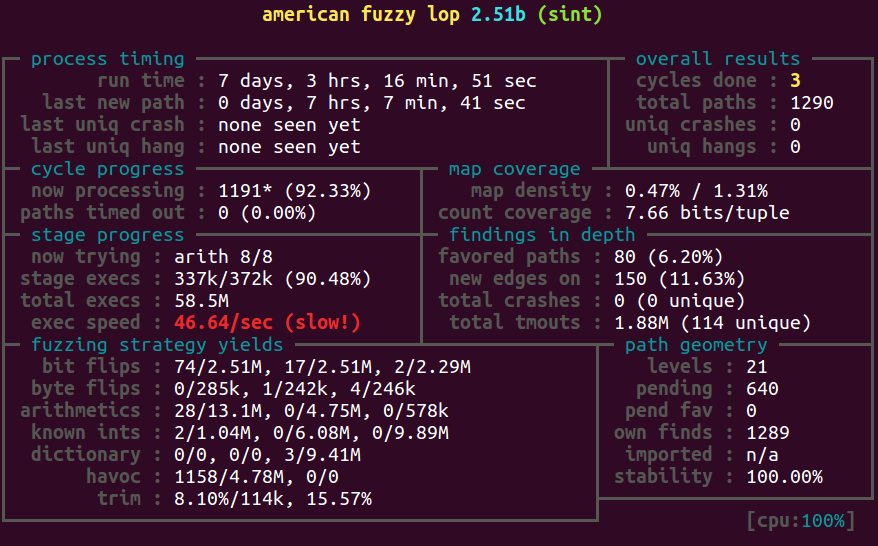 american fuzzy lop 2.51b (sint)
process timing overall results
run time : 7 days, 3 hrs, 16 min, 51 sec cycles done : 3
last new path : 0 days, 7 hrs, 7 min, 41 sec total paths : 1290
last uniq crash : none seen yet uniq crashes : 0
last uniq hang : none seen yet uniq hangs : 0
cycle progress map coverage
now processing : 1191* (92.33%) map density : 0.47% / 1.31%
paths timed out : 0 (0.00%) count coverage : 7.66 bits/tuple
stage progress findings in depth
now trying : arith 8/8 favored paths : 80 (6.20%)
stage execs : 337k/372k (90.48%) new edges on : 150 (11.63%)
total execs : 58.5M total crashes : 0 (0 unique)
exec speed : 46.64/sec (slow!) total tmouts : 1.88M (114 unique)
fuzzing strategy yields path geometry
bit flips : 74/2.51M, 17/2.51M, 2/2.29M levels : 21
byte flips : 0/285k, 1/242k, 4/246k pending : 640
arithmetics : 28/13.1M, 0/4.75M, 0/578k pend fav : 0
known ints : 2/1.04M, 0/6.08M, 0/9.89M own finds : 1289
dictionary : 0/0, 0/0, 3/9.41M imported : n/a
havoc : 1158/4.78M, 0/0 stability : 100.00%
trim : 8.10%/114k, 15.57%
[cpu:100%]